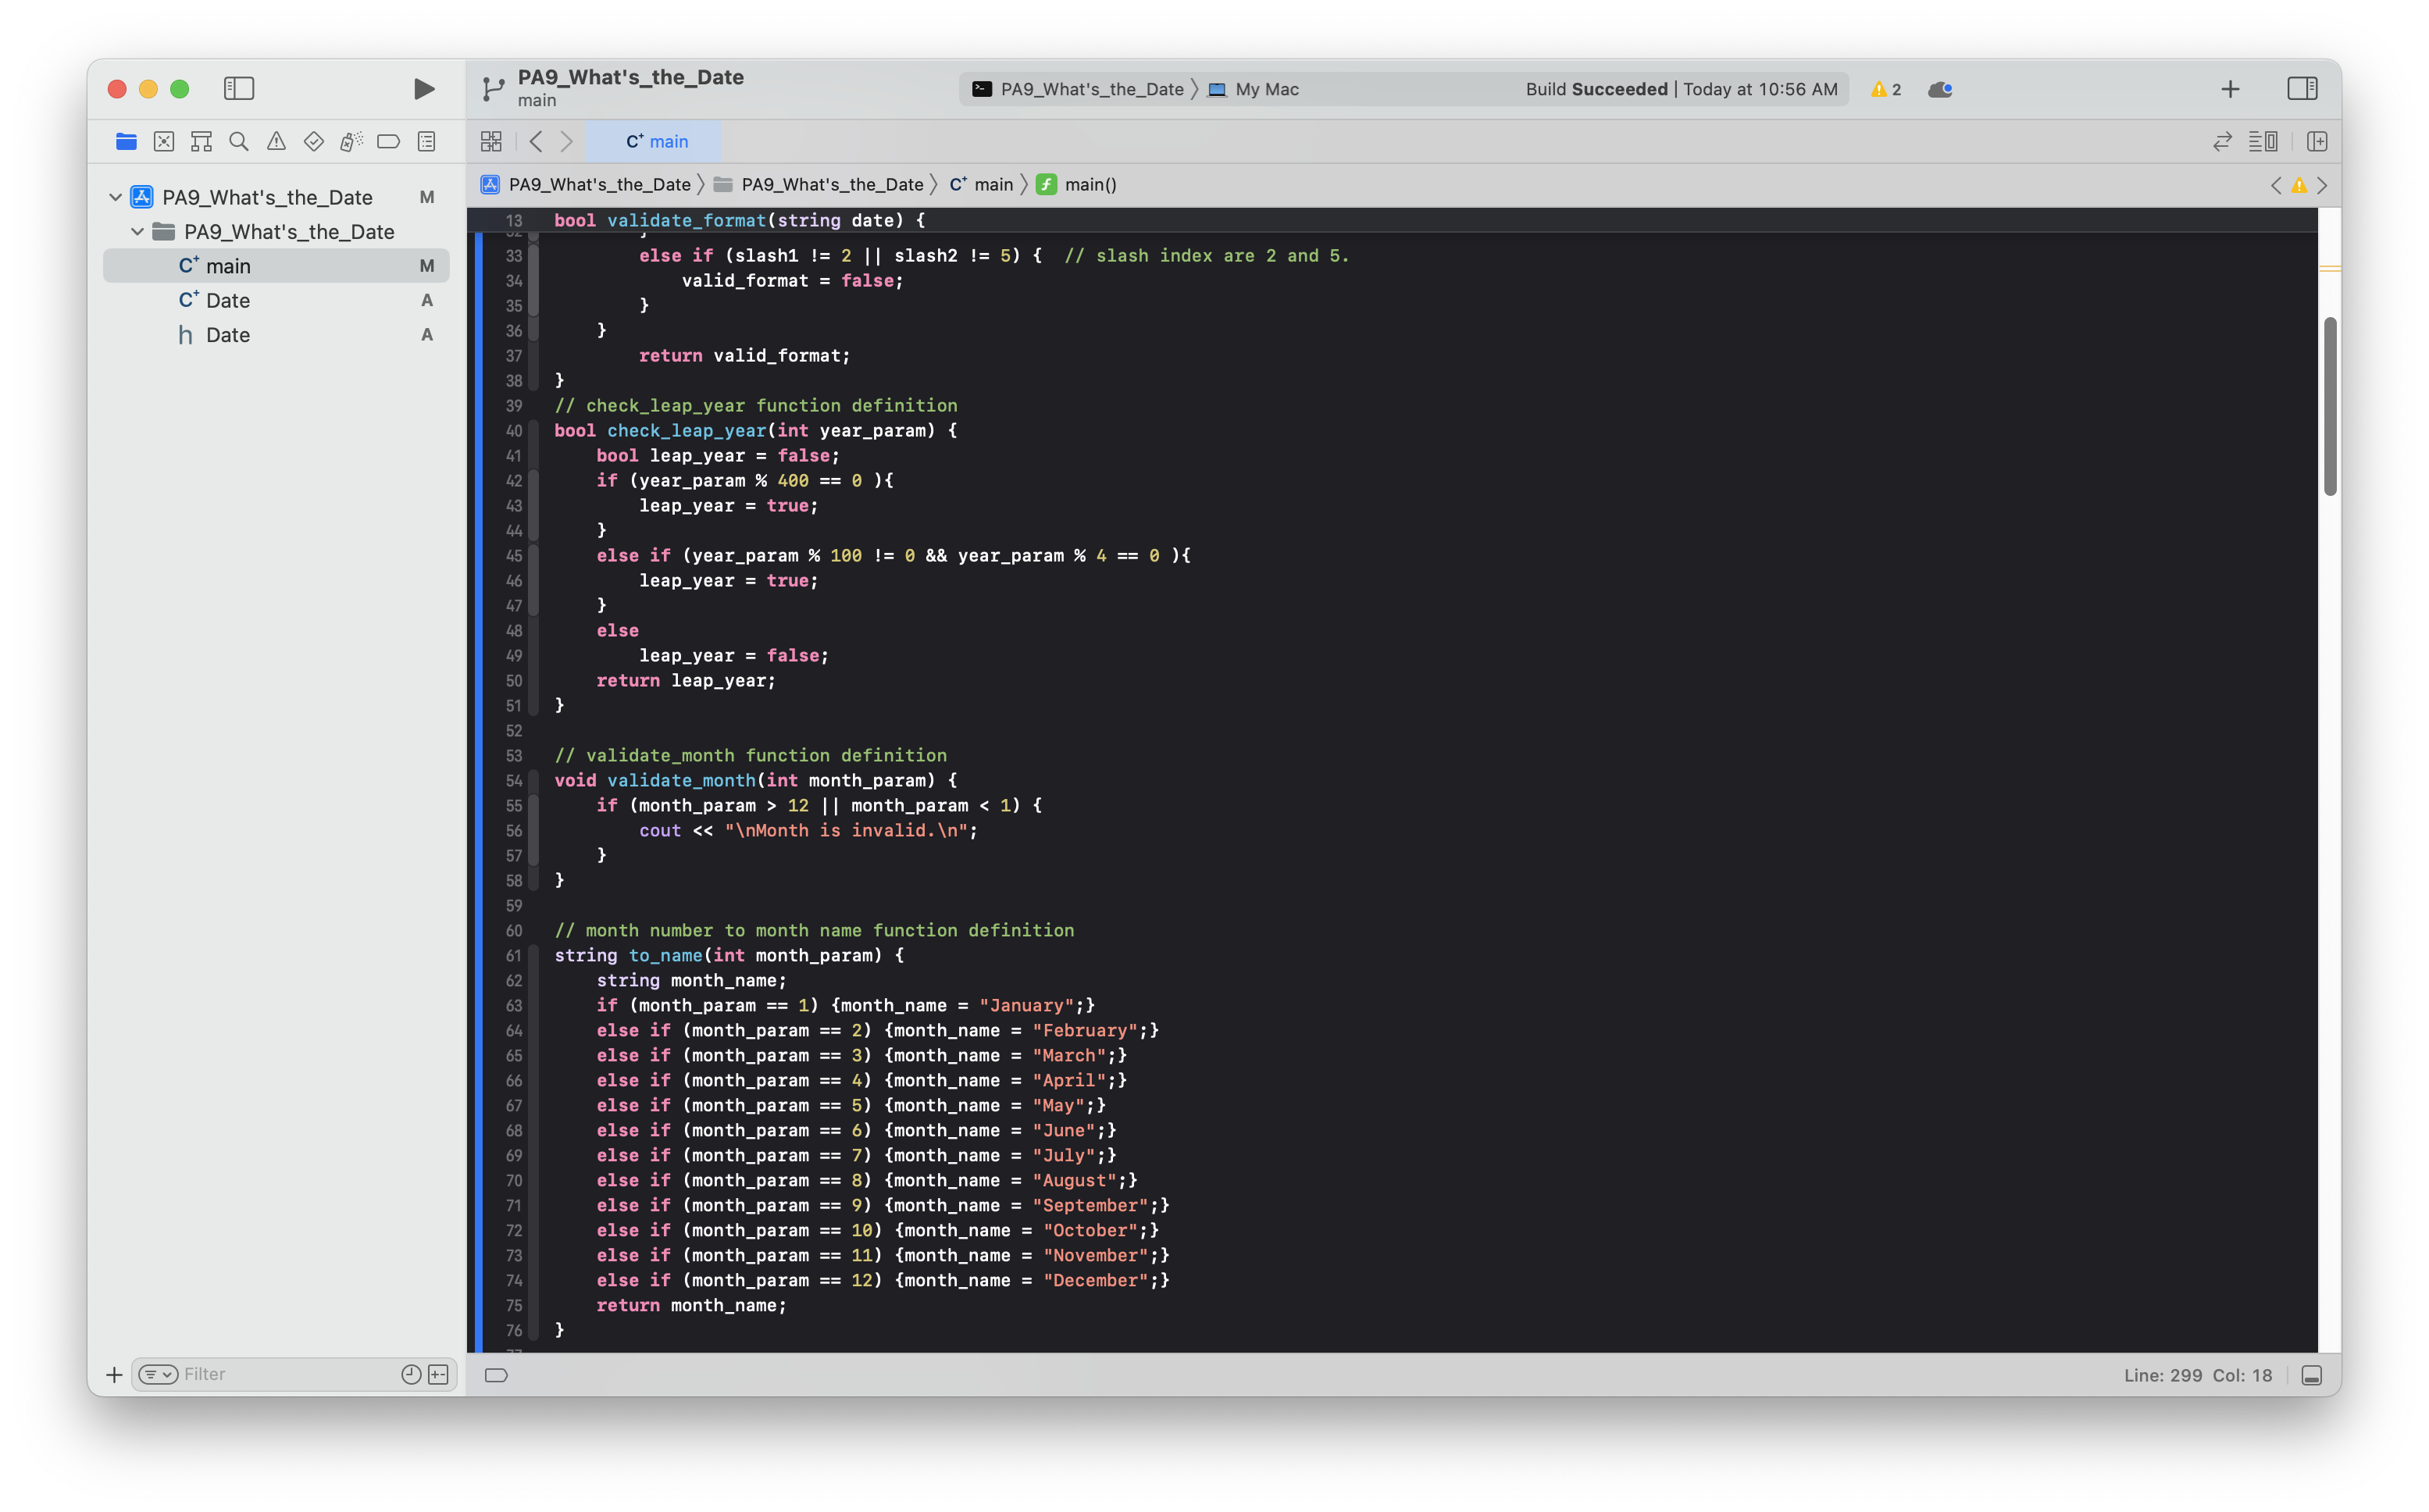 PA9_What's_the_Date
main
PA9_What's_the_Date 〉 My Mac
Build Succeeded | Today at 10:56 AM
2
C+ main
PA9_What's_the_Date M
PA9_What's_the_Date
C+ main M
C+ Date A
h Date A
PA9_What's_the_Date 〉 PA9_What's_the_Date 〉 C+ main 〉 f main()
13 bool validate_format(string date) {
33         else if (slash1 != 2 || slash2 != 5) {  // slash index are 2 and 5.
34             valid_format = false;
35         }
36     }
37         return valid_format;
38 }
39 // check_leap_year function definition
40 bool check_leap_year(int year_param) {
41     bool leap_year = false;
42     if (year_param % 400 == 0 ){
43         leap_year = true;
44     }
45     else if (year_param % 100 != 0 && year_param % 4 == 0 ){
46         leap_year = true;
47     }
48     else
49         leap_year = false;
50     return leap_year;
51 }
52
53 // validate_month function definition
54 void validate_month(int month_param) {
55     if (month_param > 12 || month_param < 1) {
56         cout << "\nMonth is invalid.\n";
57     }
58 }
59
60 // month number to month name function definition
61 string to_name(int month_param) {
62     string month_name;
63     if (month_param == 1) {month_name = "January";}
64     else if (month_param == 2) {month_name = "February";}
65     else if (month_param == 3) {month_name = "March";}
66     else if (month_param == 4) {month_name = "April";}
67     else if (month_param == 5) {month_name = "May";}
68     else if (month_param == 6) {month_name = "June";}
69     else if (month_param == 7) {month_name = "July";}
70     else if (month_param == 8) {month_name = "August";}
71     else if (month_param == 9) {month_name = "September";}
72     else if (month_param == 10) {month_name = "October";}
73     else if (month_param == 11) {month_name = "November";}
74     else if (month_param == 12) {month_name = "December";}
75     return month_name;
76 }
Filter
Line: 299 Col: 18